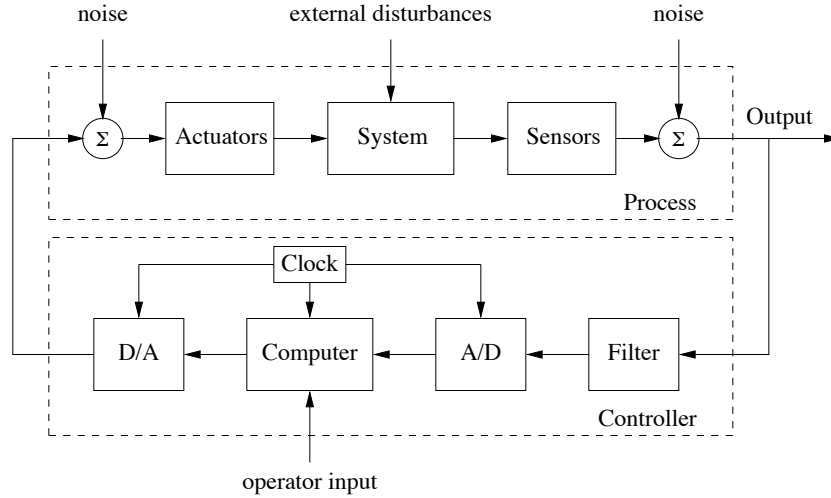 noise
external disturbances
noise
Σ
Actuators
System
Sensors
Σ
Output
Process
Clock
D/A
Computer
A/D
Filter
Controller
operator input